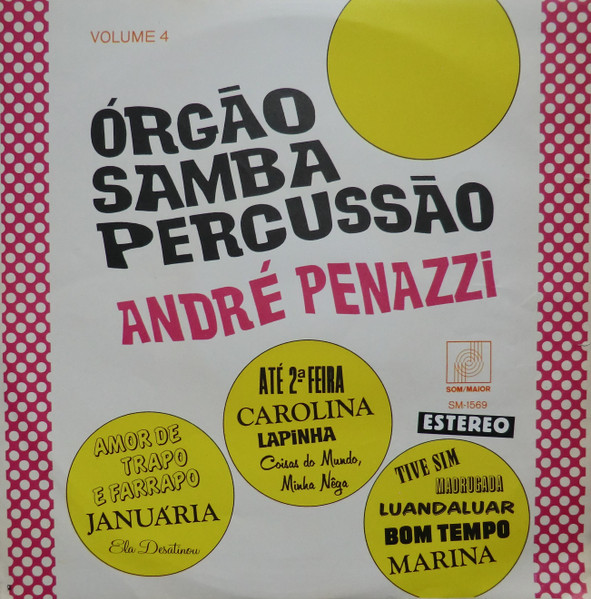 VOLUME 4
ÓRGÃO
SAMBA
PERCUSSÃO
ANDRÉ PENAZZi
SOM/MAIOR
SM-1569
ESTÉREO
ATÉ 2ª FEIRA
CAROLINA
LAPINHA
Coisas do Mundo,
Minha Nêga
AMOR DE
TRAPO
E FARRAPO
JANUÁRIA
Ela Desatinou
TIVE SIM
MADRUGADA
LUANDALUAR
BOM TEMPO
MARINA